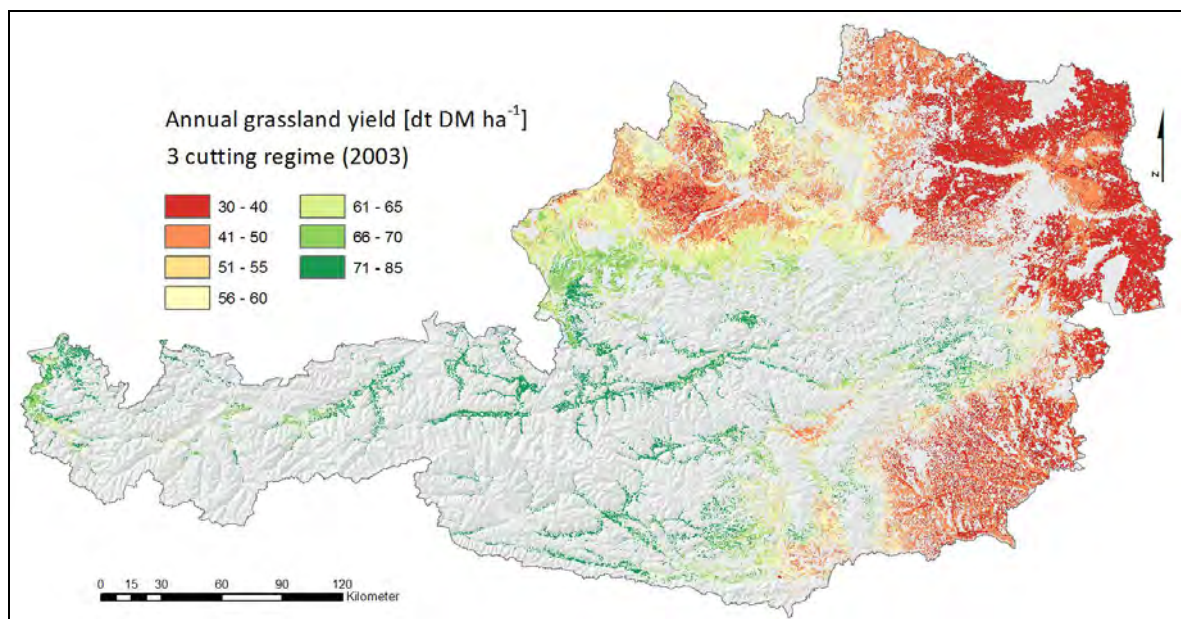 Annual grassland yield [dt DM ha⁻¹]
3 cutting regime (2003)
30 - 40
41 - 50
51 - 55
56 - 60
61 - 65
66 - 70
71 - 85
N
0 15 30 60 90 120
Kilometer